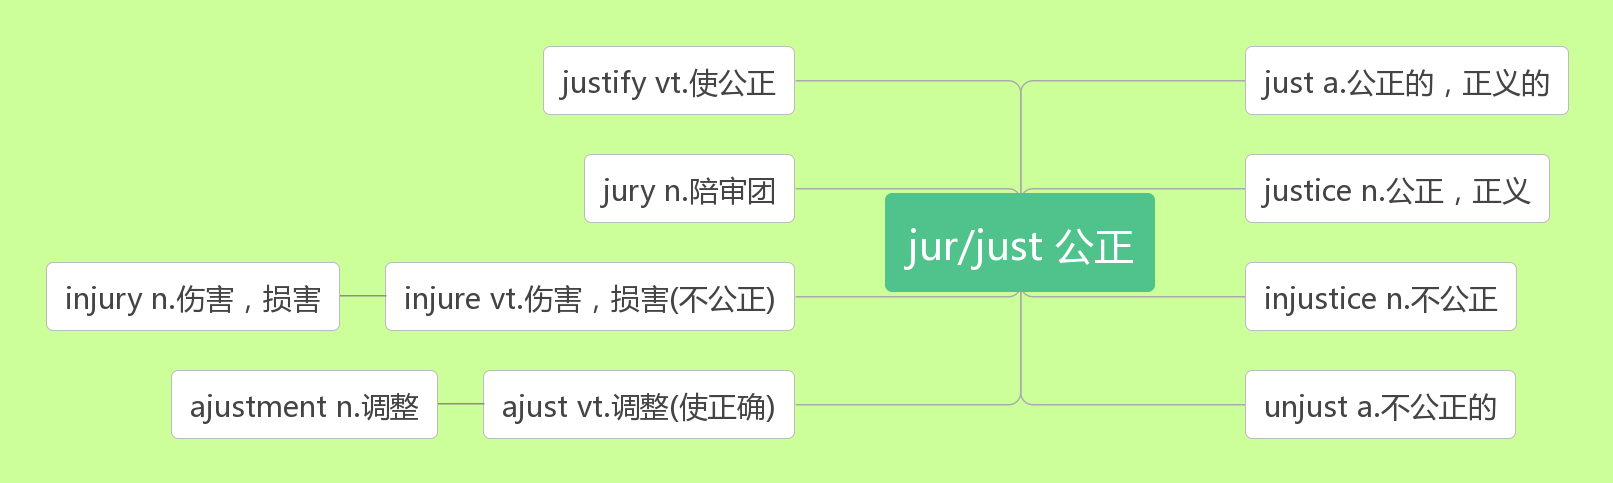 jur/just 公正
just a.公正的，正义的
justice n.公正，正义
injustice n.不公正
unjust a.不公正的
justify vt.使公正
jury n.陪审团
injure vt.伤害，损害(不公正)
injury n.伤害，损害
ajust vt.调整(使正确)
ajustment n.调整